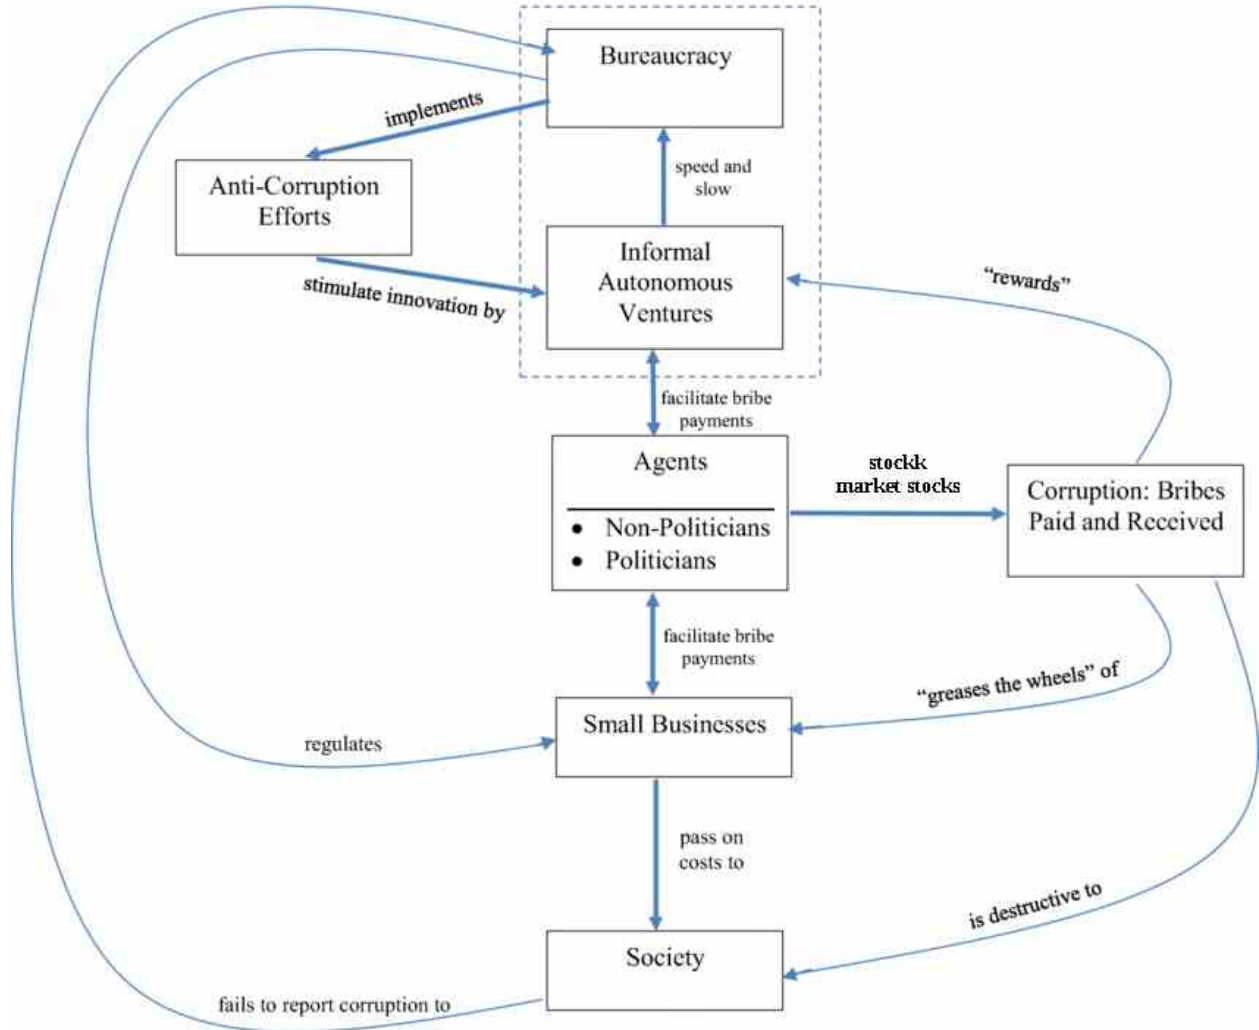 Bureaucracy
implements
speed and
slow
Anti-Corruption
Efforts
Informal
Autonomous
Ventures
stimulate innovation by
“rewards”
facilitate bribe
payments
Agents
• Non-Politicians
• Politicians
stockk
market stocks
Corruption: Bribes
Paid and Received
facilitate bribe
payments
“greases the wheels” of
Small Businesses
regulates
pass on
costs to
is destructive to
Society
fails to report corruption to